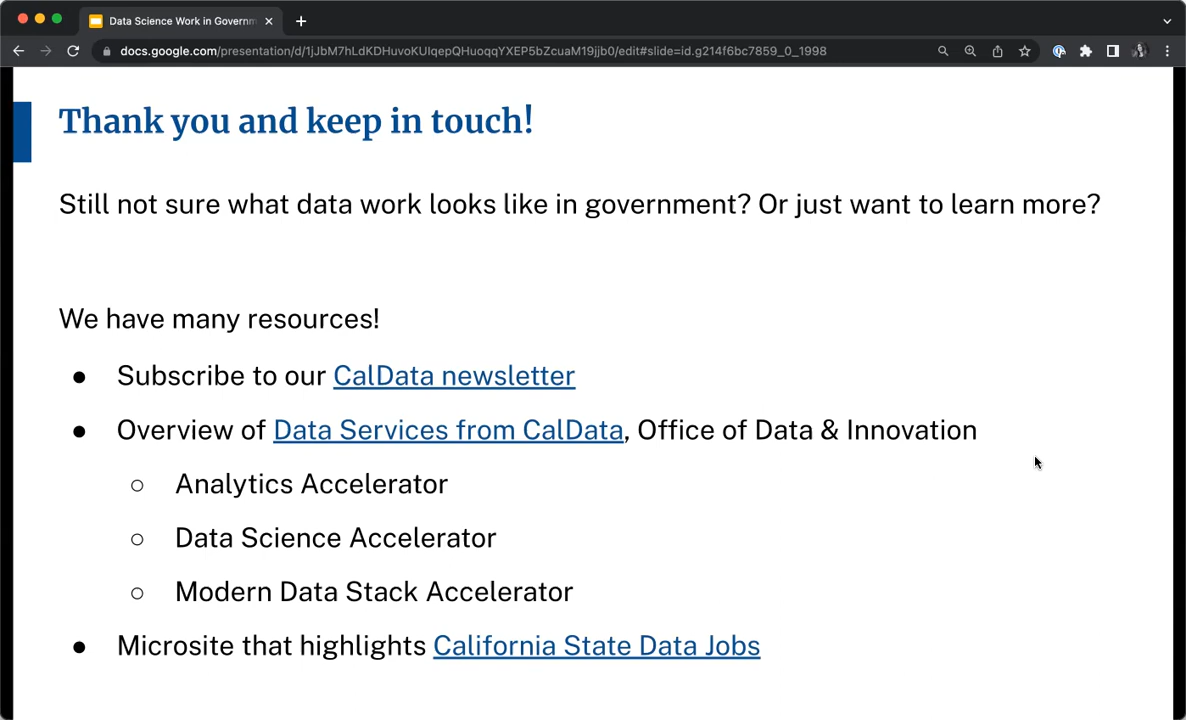 Data Science Work in Governm
docs.google.com/presentation/d/1jJbM7hLdKDHuvoKUIqepQHuoqqYXEP5bZcuaM19jjb0/edit#slide=id.g214f6bc7859_0_1998
Thank you and keep in touch!
Still not sure what data work looks like in government? Or just want to learn more?
We have many resources!
● Subscribe to our CalData newsletter
● Overview of Data Services from CalData, Office of Data & Innovation
○ Analytics Accelerator
○ Data Science Accelerator
○ Modern Data Stack Accelerator
● Microsite that highlights California State Data Jobs